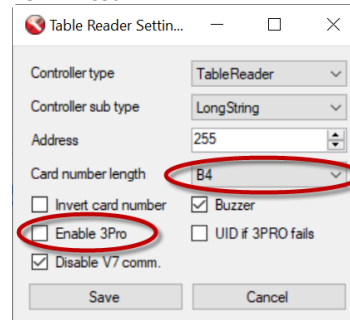 Table Reader Settin...
Controller type TableReader
Controller sub type LongString
Address 255
Card number length B4
Invert card number Buzzer
Enable 3Pro UID if 3PRO fails
Disable V7 comm.
Save Cancel